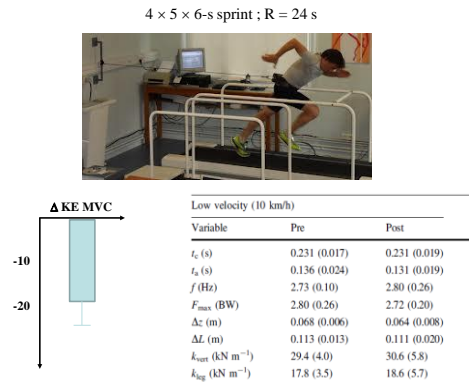 4 × 5 × 6-s sprint ; R = 24 s
Δ KE MVC
-10
-20
Low velocity (10 km/h)
Variable Pre Post
tc (s) 0.231 (0.017) 0.231 (0.019)
ta (s) 0.136 (0.024) 0.131 (0.019)
f (Hz) 2.73 (0.10) 2.80 (0.26)
Fmax (BW) 2.80 (0.26) 2.72 (0.20)
Δz (m) 0.068 (0.006) 0.064 (0.008)
ΔL (m) 0.113 (0.013) 0.111 (0.020)
kvert (kN m⁻¹) 29.4 (4.0) 30.6 (5.8)
kleg (kN m⁻¹) 17.8 (3.5) 18.6 (5.7)